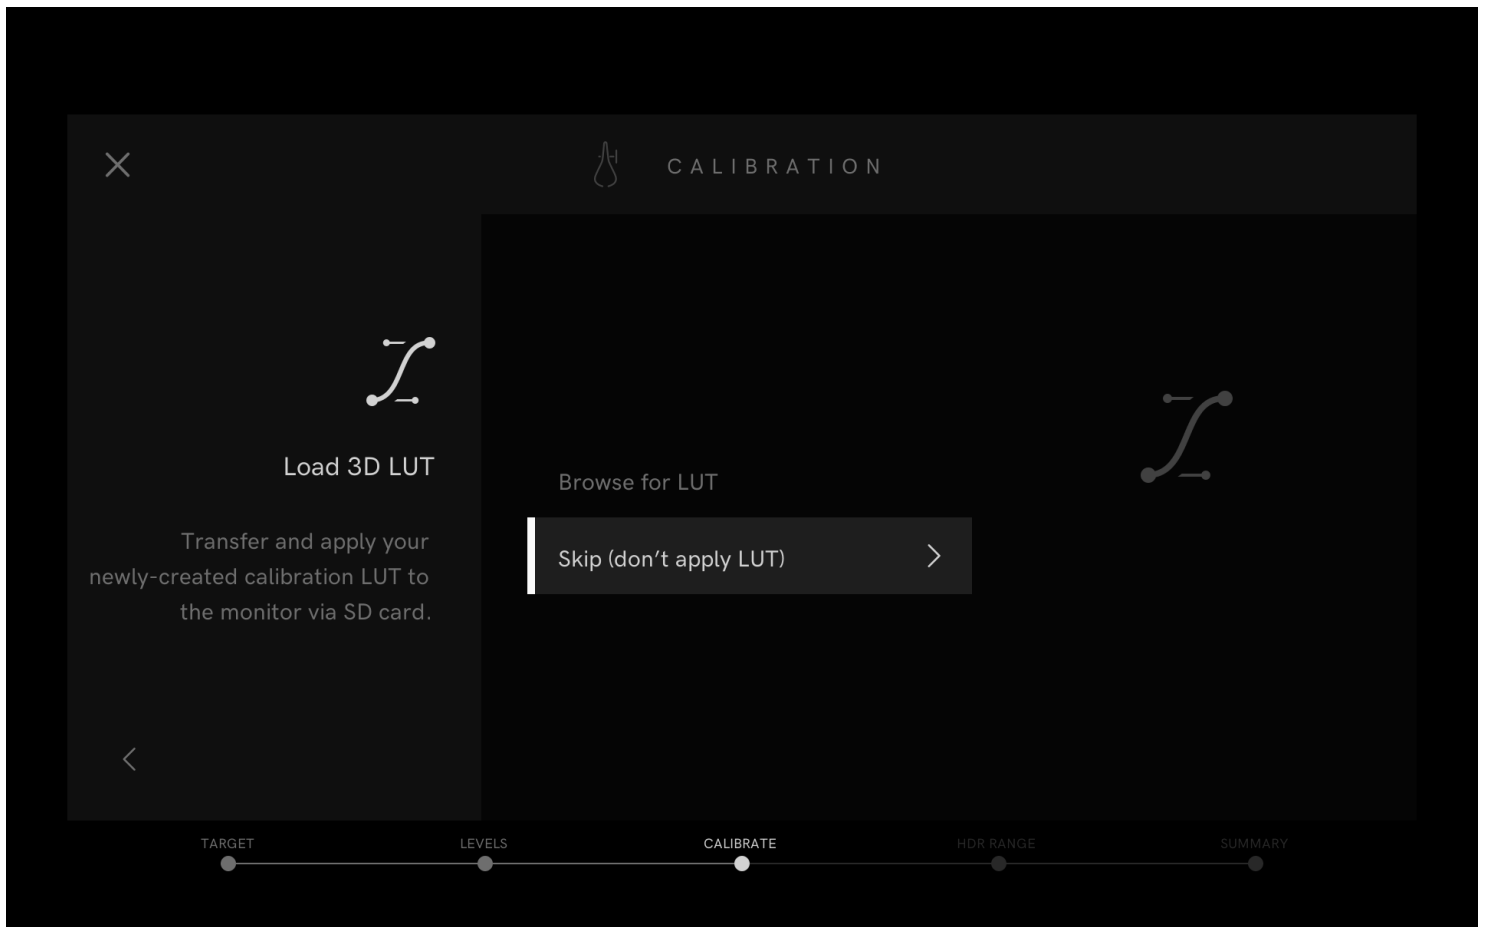 CALIBRATION
Load 3D LUT
Transfer and apply your
newly-created calibration LUT to
the monitor via SD card.
Browse for LUT
Skip (don’t apply LUT)
TARGET
LEVELS
CALIBRATE
HDR RANGE
SUMMARY